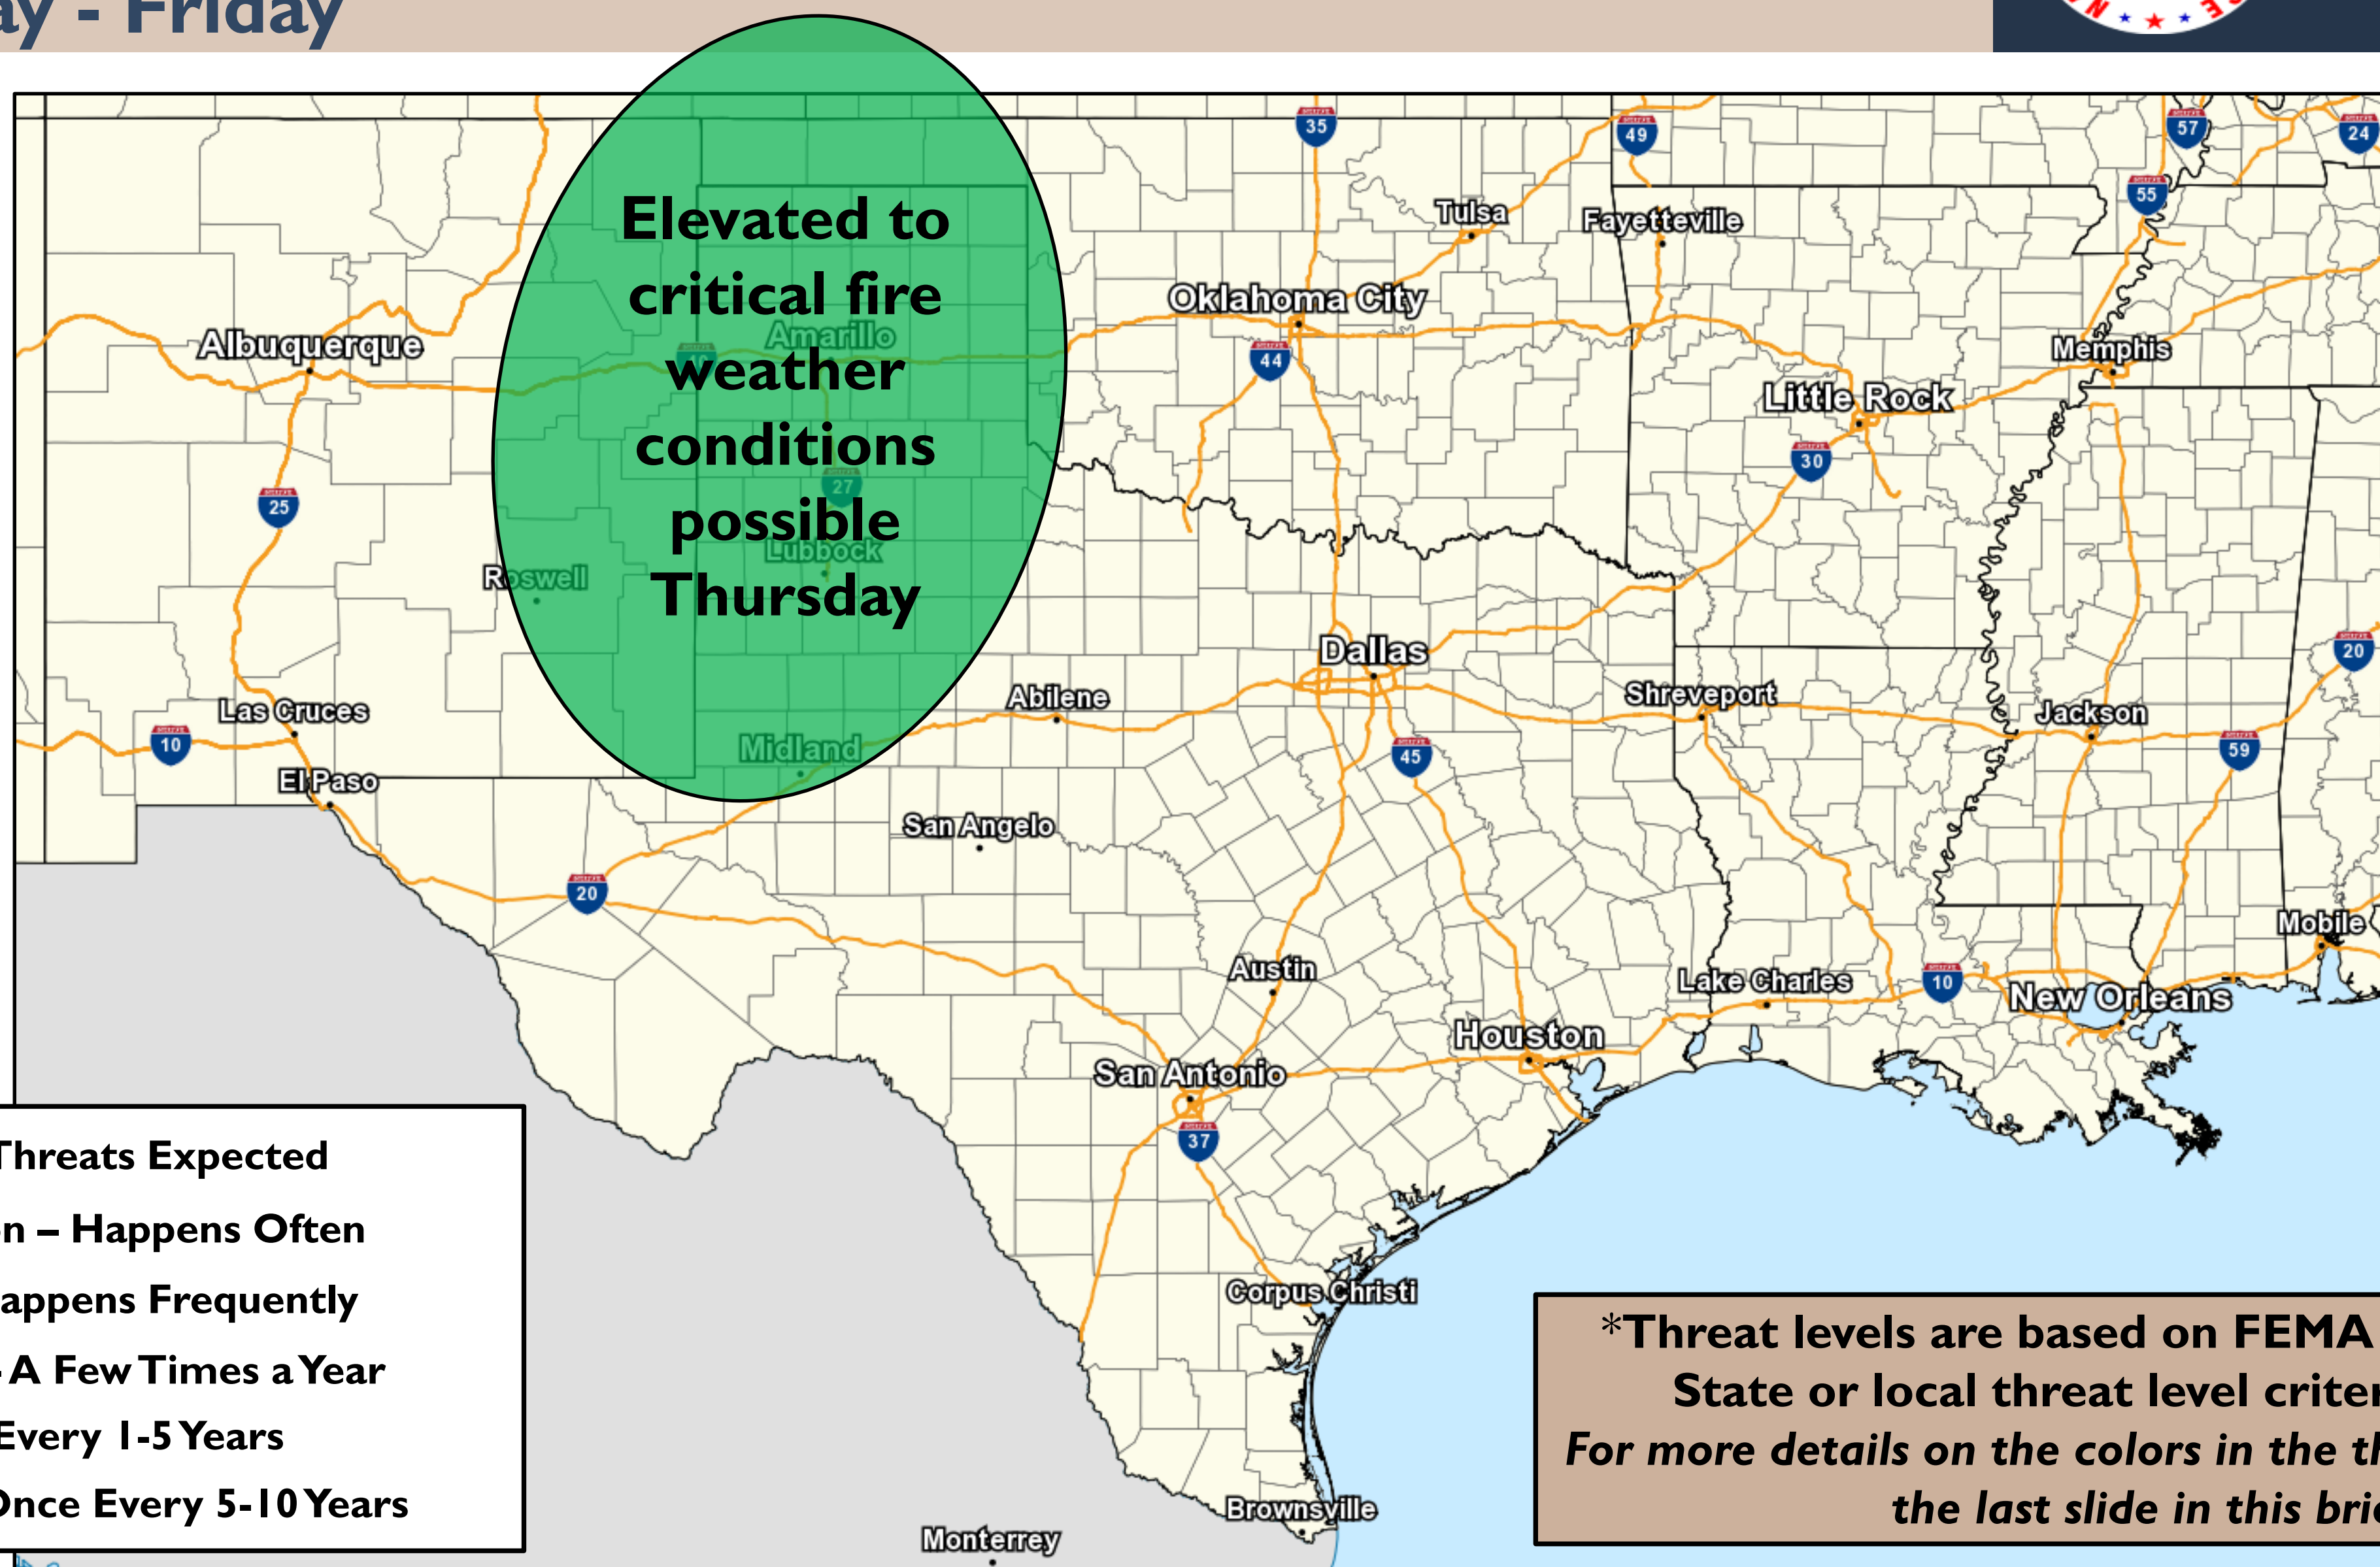 ay - Friday
Elevated to
critical fire
weather
conditions
possible
Thursday
35
49
57
24
55
Tulsa
Fayetteville
Oklahoma City
Albuquerque
Amarillo
40
44
Memphis
Little Rock
30
25
27
Lubbock
Roswell
Dallas
20
Abilene
Shreveport
Las Cruces
Jackson
10
Midland
45
59
El Paso
San Angelo
20
Mobile
Austin
Lake Charles
10
New Orleans
Houston
San Antonio
37
Corpus Christi
Brownsville
Monterrey
Threats Expected
n – Happens Often
appens Frequently
- A Few Times a Year
Every 1-5 Years
Once Every 5-10 Years
*Threat levels are based on FEMA
State or local threat level criter
For more details on the colors in the th
the last slide in this brie